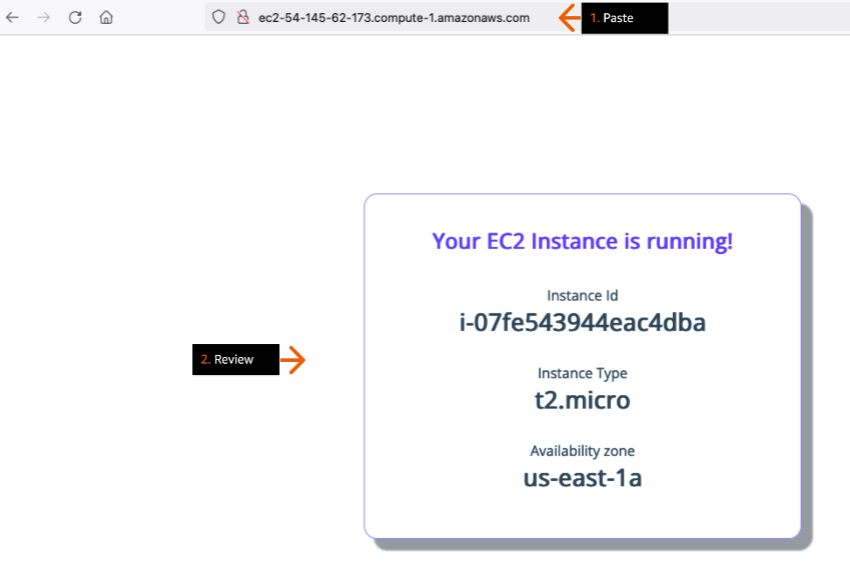 ec2-54-145-62-173.compute-1.amazonaws.com
1. Paste
Your EC2 Instance is running!
Instance Id
i-07fe543944eac4dba
2. Review
Instance Type
t2.micro
Availability zone
us-east-1a